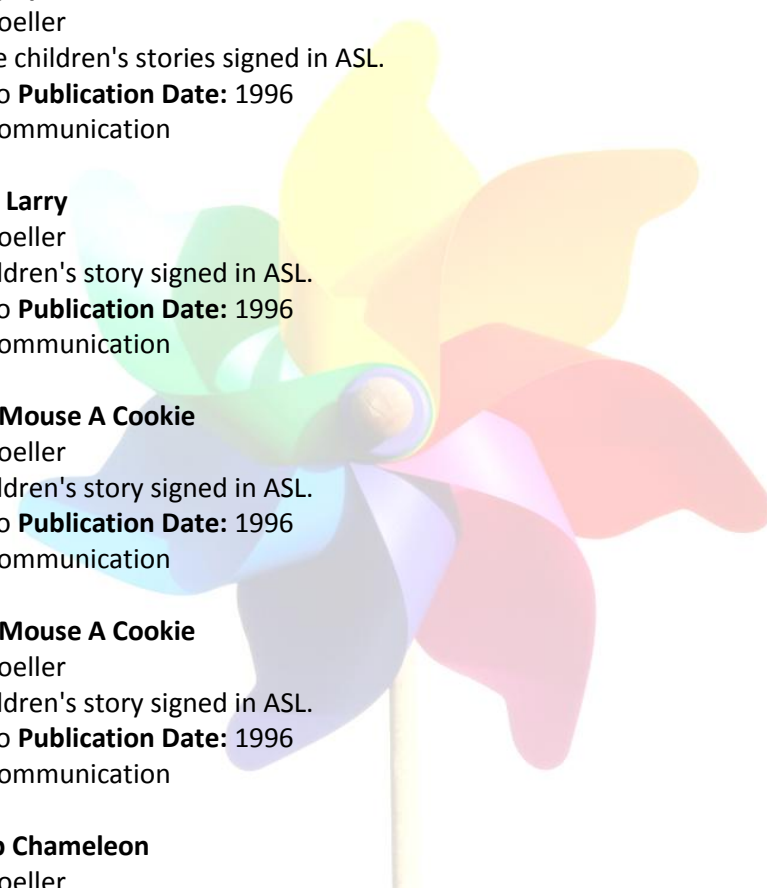 oeller
e children's stories signed in ASL.
o Publication Date: 1996
ommunication
Larry
oeller
ldren's story signed in ASL.
o Publication Date: 1996
ommunication
Mouse A Cookie
oeller
ldren's story signed in ASL.
o Publication Date: 1996
ommunication
Mouse A Cookie
oeller
ldren's story signed in ASL.
o Publication Date: 1996
ommunication
o Chameleon
oeller